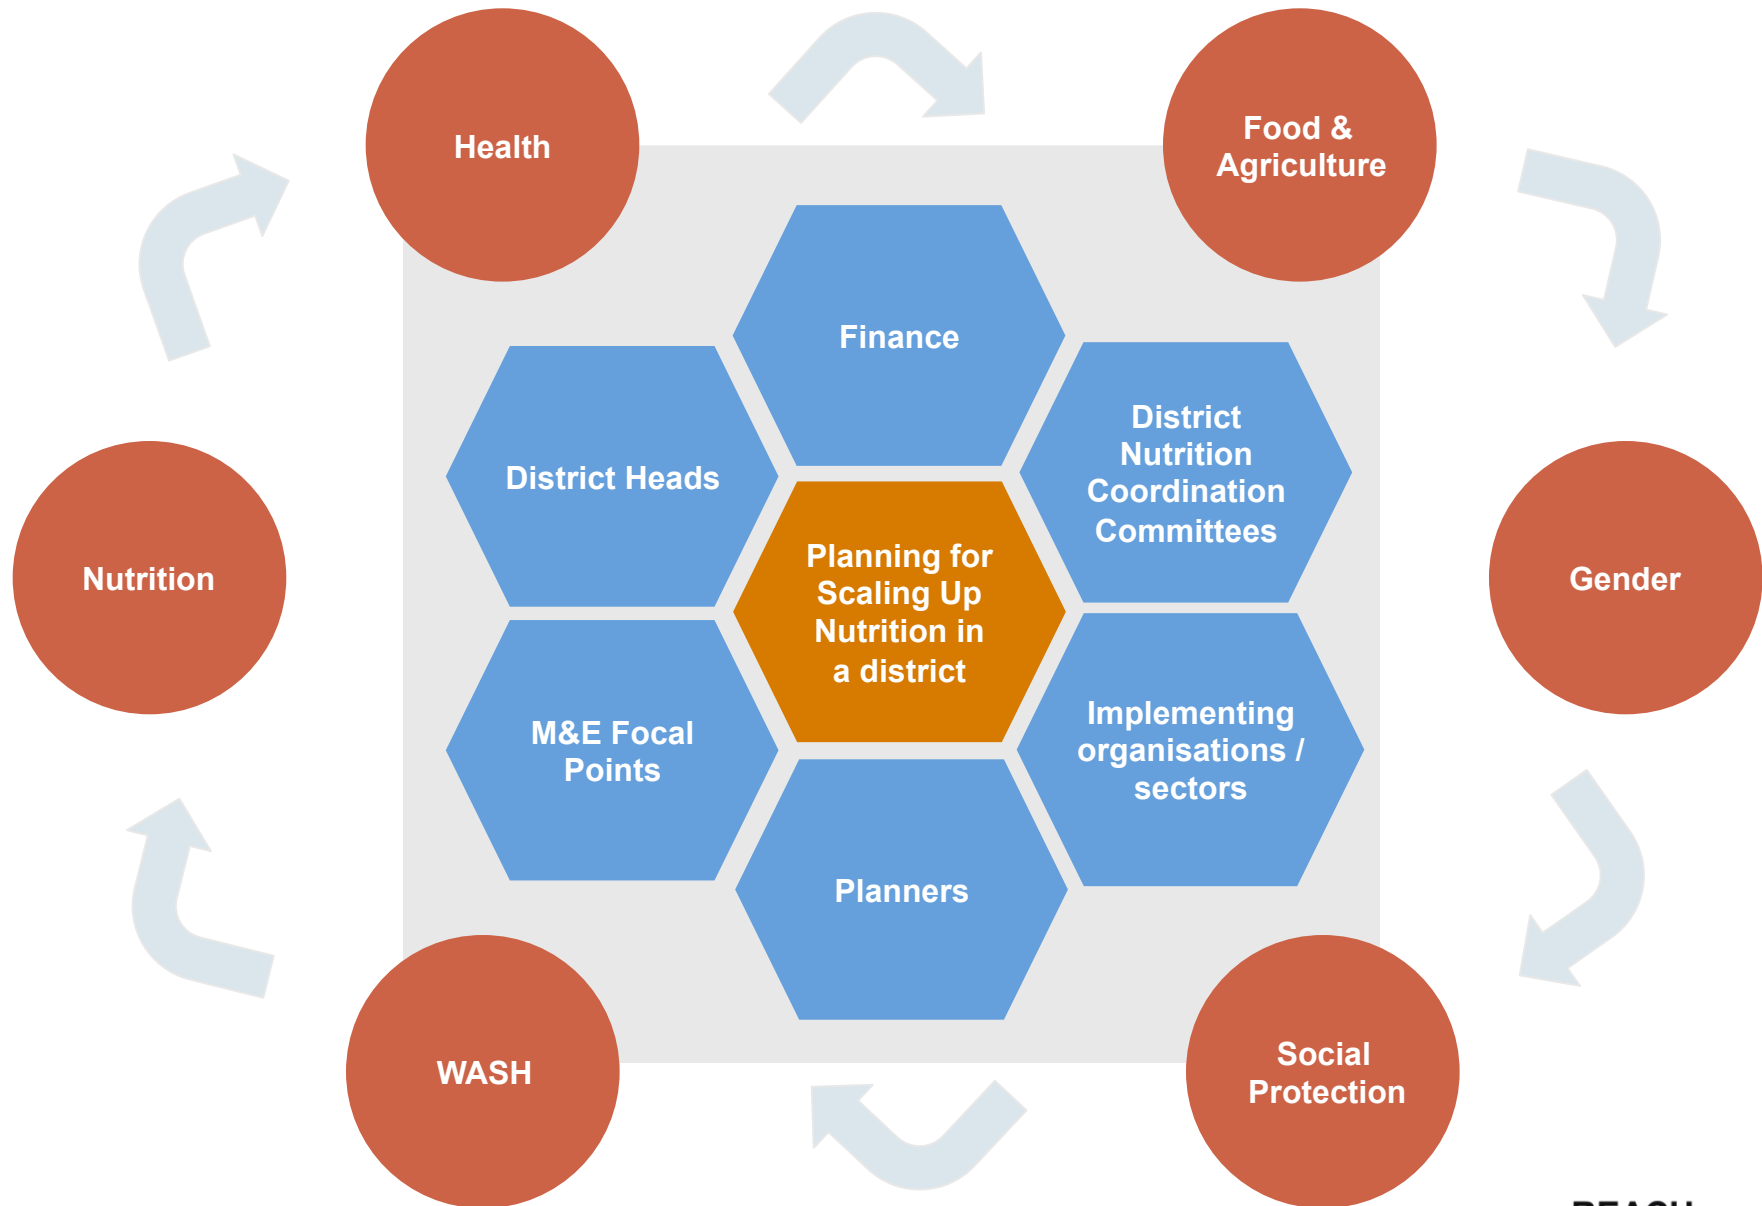 Health
Food &
Agriculture
Finance
District Heads
District
Nutrition
Coordination
Committees
Nutrition
Planning for
Scaling Up
Nutrition in
a district
Gender
M&E Focal
Points
Implementing
organisations /
sectors
Planners
WASH
Social
Protection
REACH